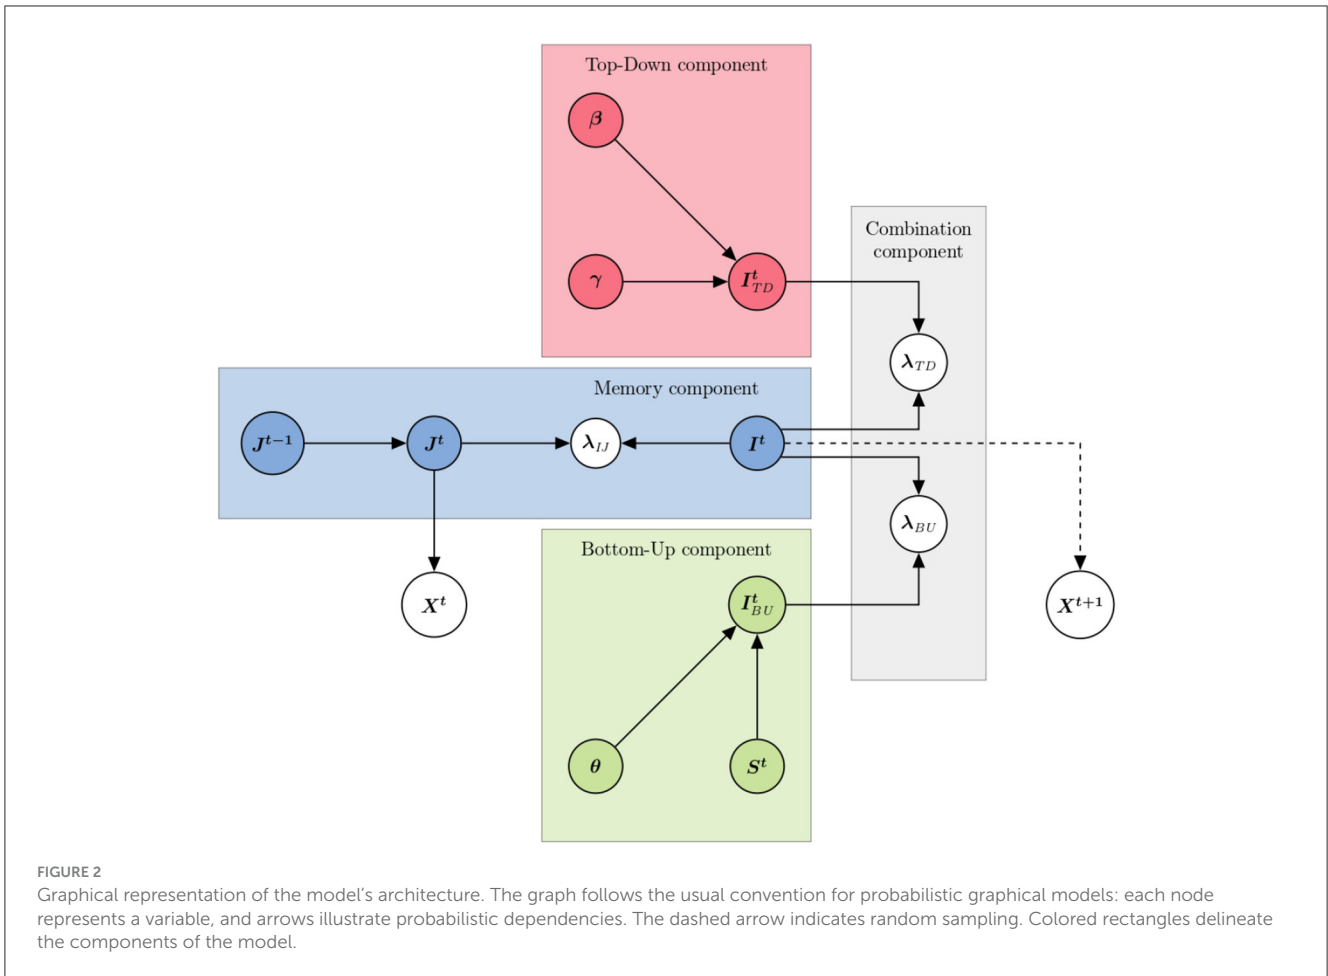 Top-Down component
β
Combination
component
γ
I^t_TD
λ_TD
Memory component
J^{t−1}
J^t
λ_IJ
I^t
λ_BU
Bottom-Up component
X^t
I^t_BU
X^{t+1}
θ
S^t
FIGURE 2
Graphical representation of the model's architecture. The graph follows the usual convention for probabilistic graphical models: each node
represents a variable, and arrows illustrate probabilistic dependencies. The dashed arrow indicates random sampling. Colored rectangles delineate
the components of the model.